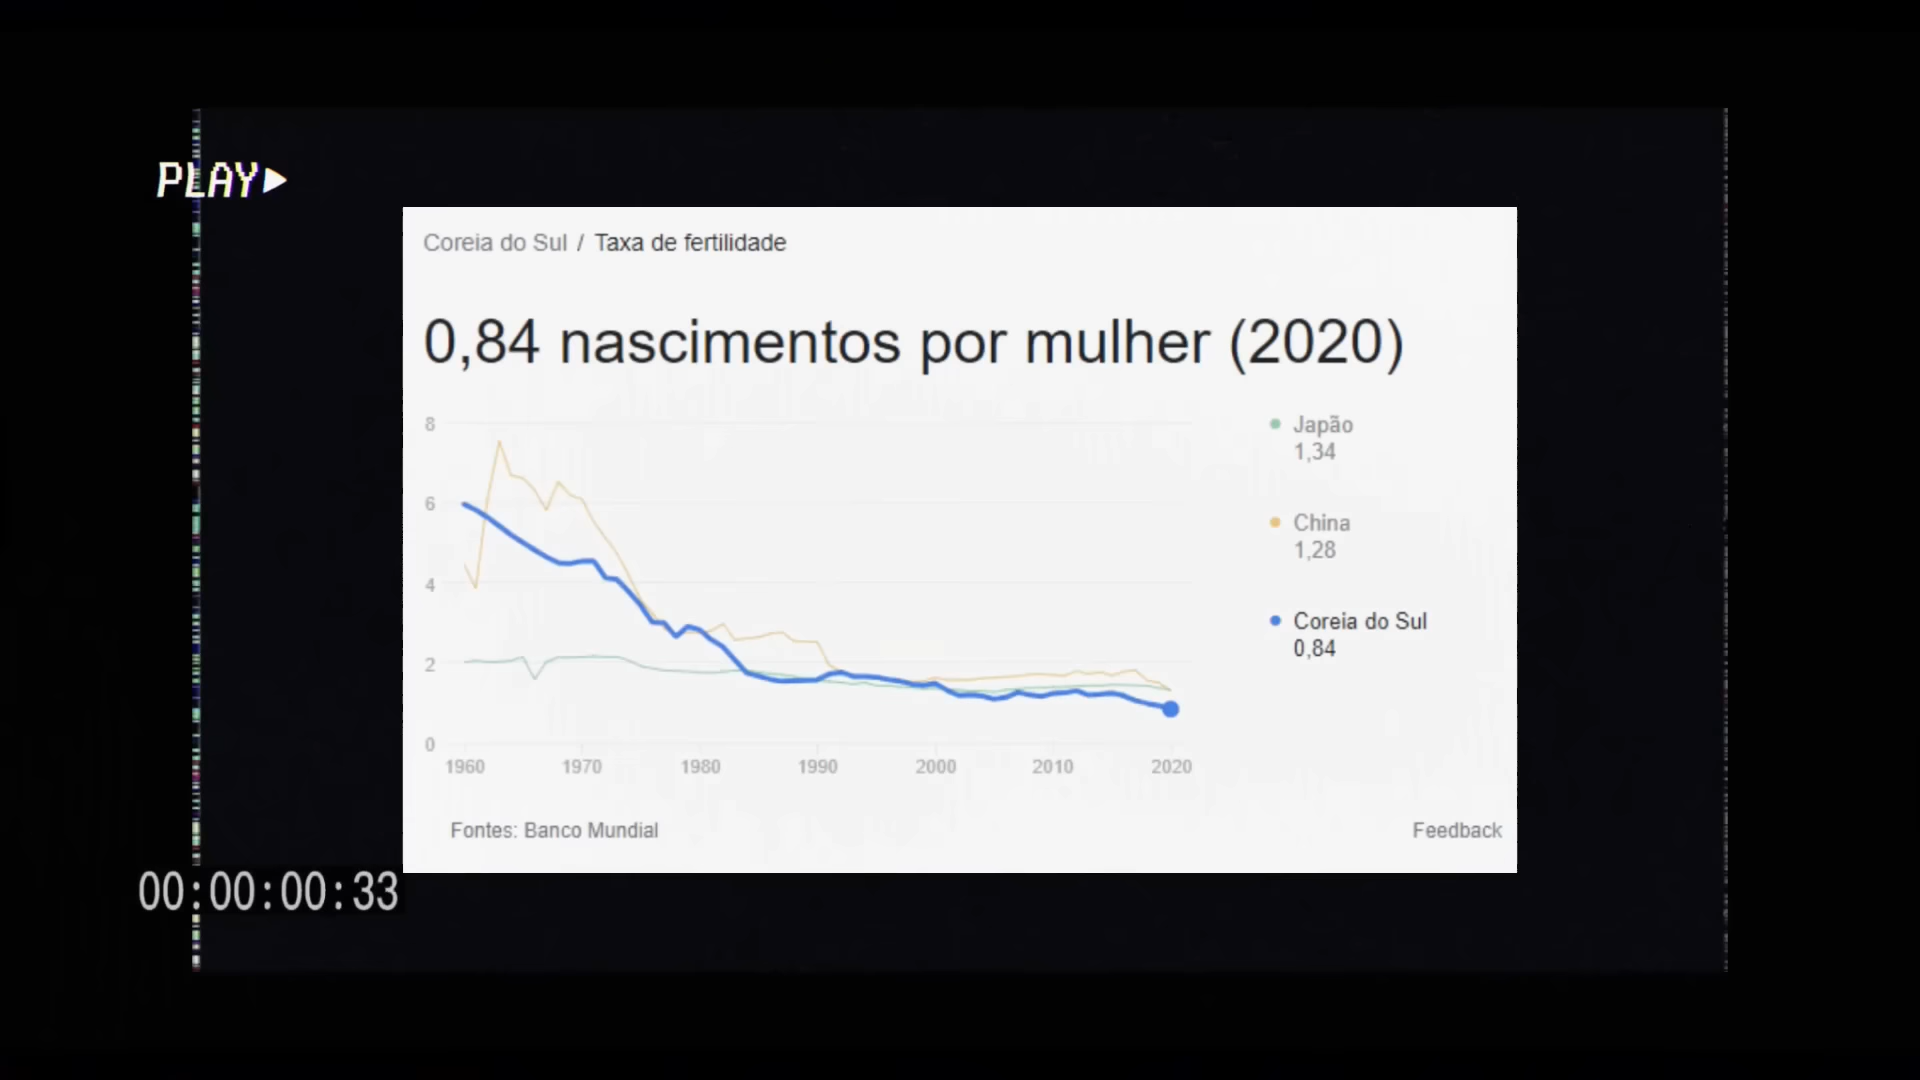 PLAY
Coreia do Sul / Taxa de fertilidade
0,84 nascimentos por mulher (2020)
8
6
4
2
0
1960 1970 1980 1990 2000 2010 2020
Japão
1,34
China
1,28
Coreia do Sul
0,84
Fontes: Banco Mundial
Feedback
00:00:00:33